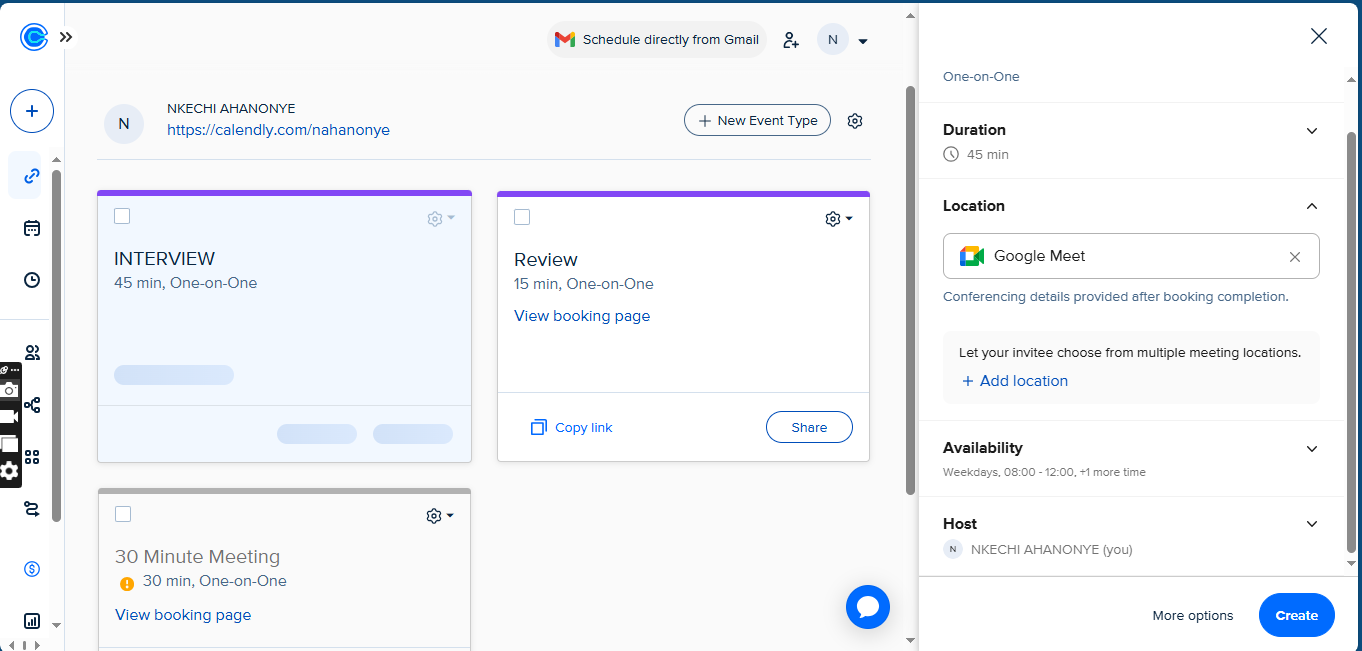 Schedule directly from Gmail
N
N
NKECHI AHANONYE
https://calendly.com/nahanonye
+ New Event Type
INTERVIEW
45 min, One-on-One
Review
15 min, One-on-One
View booking page
Copy link
Share
30 Minute Meeting
30 min, One-on-One
View booking page
One-on-One
Duration
45 min
Location
Google Meet
Conferencing details provided after booking completion.
Let your invitee choose from multiple meeting locations.
+ Add location
Availability
Weekdays, 08:00 - 12:00, +1 more time
Host
N NKECHI AHANONYE (you)
More options
Create